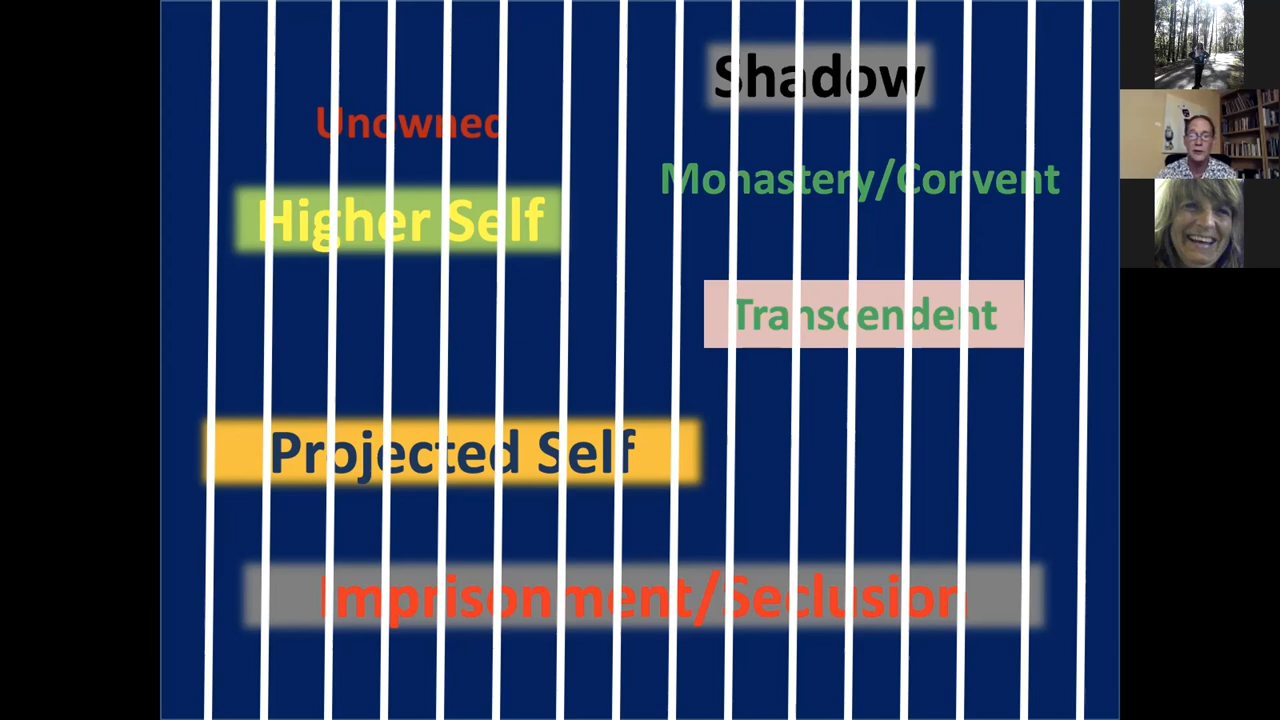 Shadow
Unowned
Monastery/Convent
Higher Self
Transcendent
Projected Self
Imprisonment/Seclusion